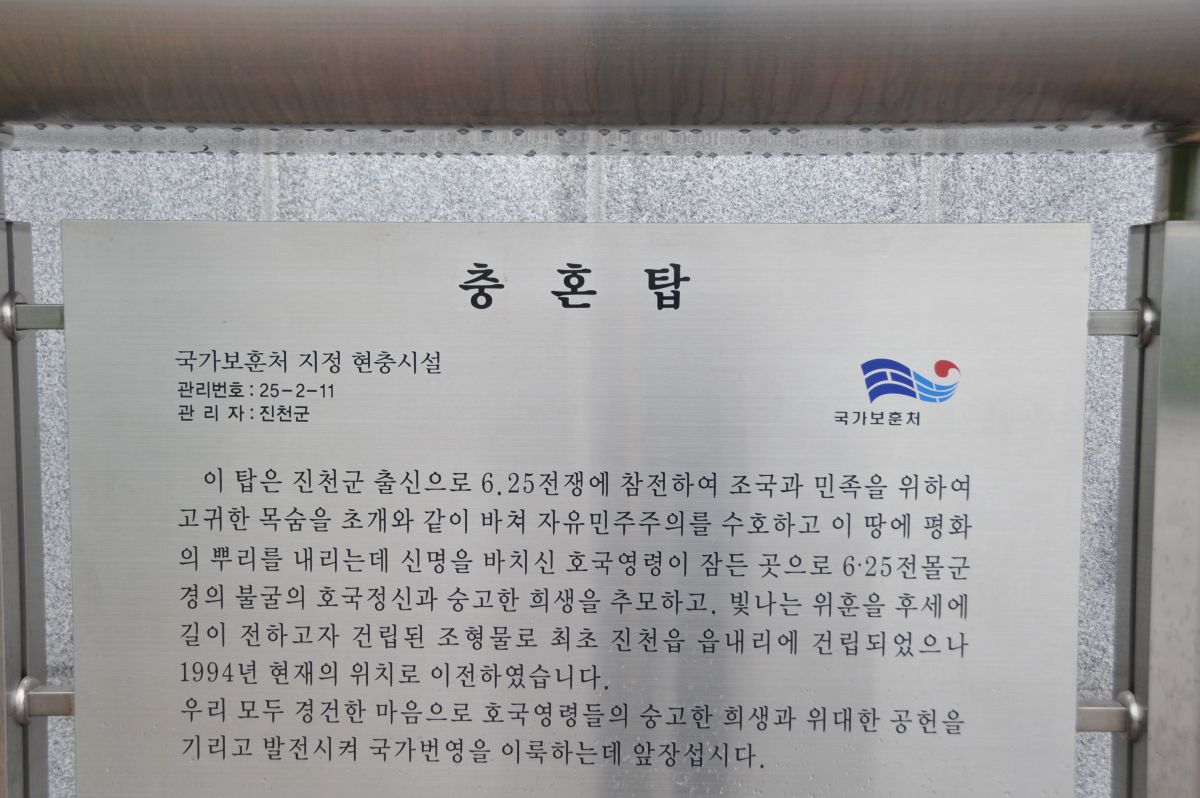 충 혼 탑
국가보훈처 지정 현충시설
관리번호 : 25-2-11
관 리 자 : 진천군
국가보훈처
이 탑은 진천군 출신으로 6.25전쟁에 참전하여 조국과 민족을 위하여
고귀한 목숨을 초개와 같이 바쳐 자유민주주의를 수호하고 이 땅에 평화
의 뿌리를 내리는데 신명을 바치신 호국영령이 잠든 곳으로 6·25전몰군
경의 불굴의 호국정신과 숭고한 희생을 추모하고. 빛나는 위훈을 후세에
길이 전하고자 건립된 조형물로 최초 진천읍 읍내리에 건립되었으나
1994년 현재의 위치로 이전하였습니다.
우리 모두 경건한 마음으로 호국영령들의 숭고한 희생과 위대한 공헌을
기리고 발전시켜 국가번영을 이룩하는데 앞장섭시다.